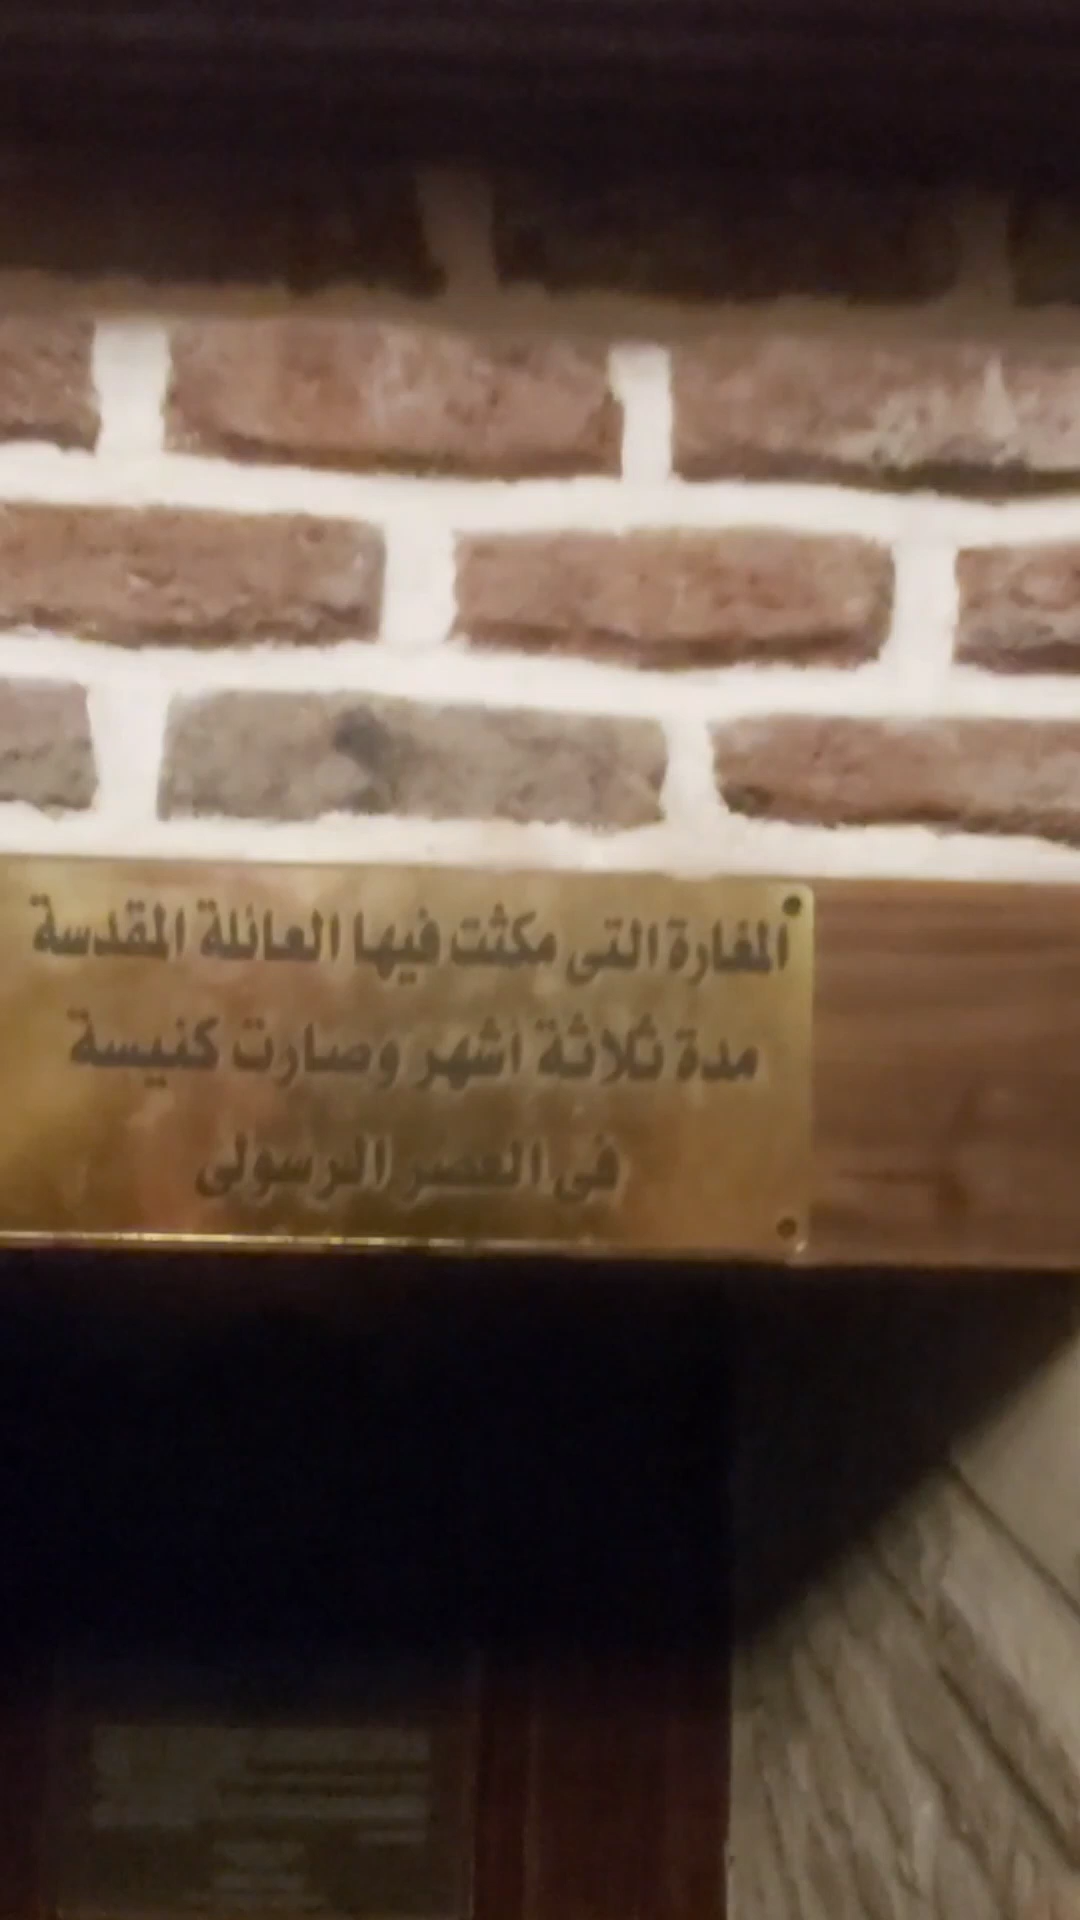 المغارة التى مكثت فيها العائلة المقدسة
مدة ثلاثة اشهر وصارت كنيسة
فى العصر الرسولى